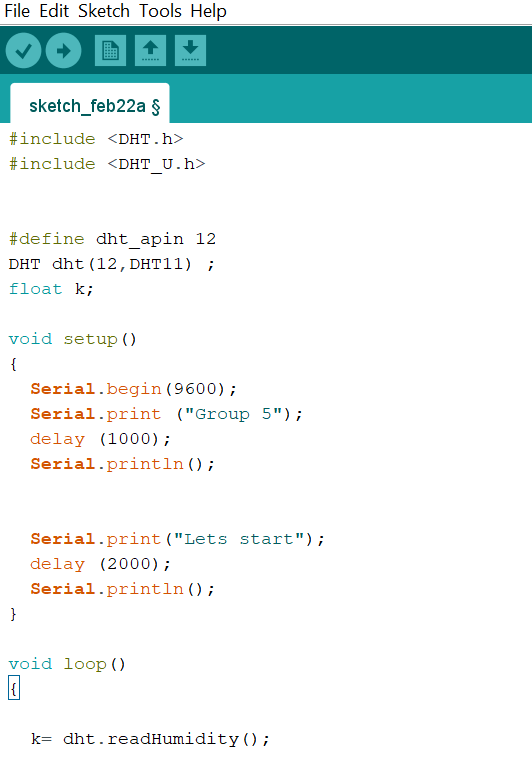 File Edit Sketch Tools Help
sketch_feb22a §
#include <DHT.h>
#include <DHT_U.h>
#define dht_apin 12
DHT dht(12,DHT11) ;
float k;
void setup()
{
Serial.begin(9600);
Serial.print ("Group 5");
delay (1000);
Serial.println();
Serial.print("Lets start");
delay (2000);
Serial.println();
}
void loop()
{
k= dht.readHumidity();